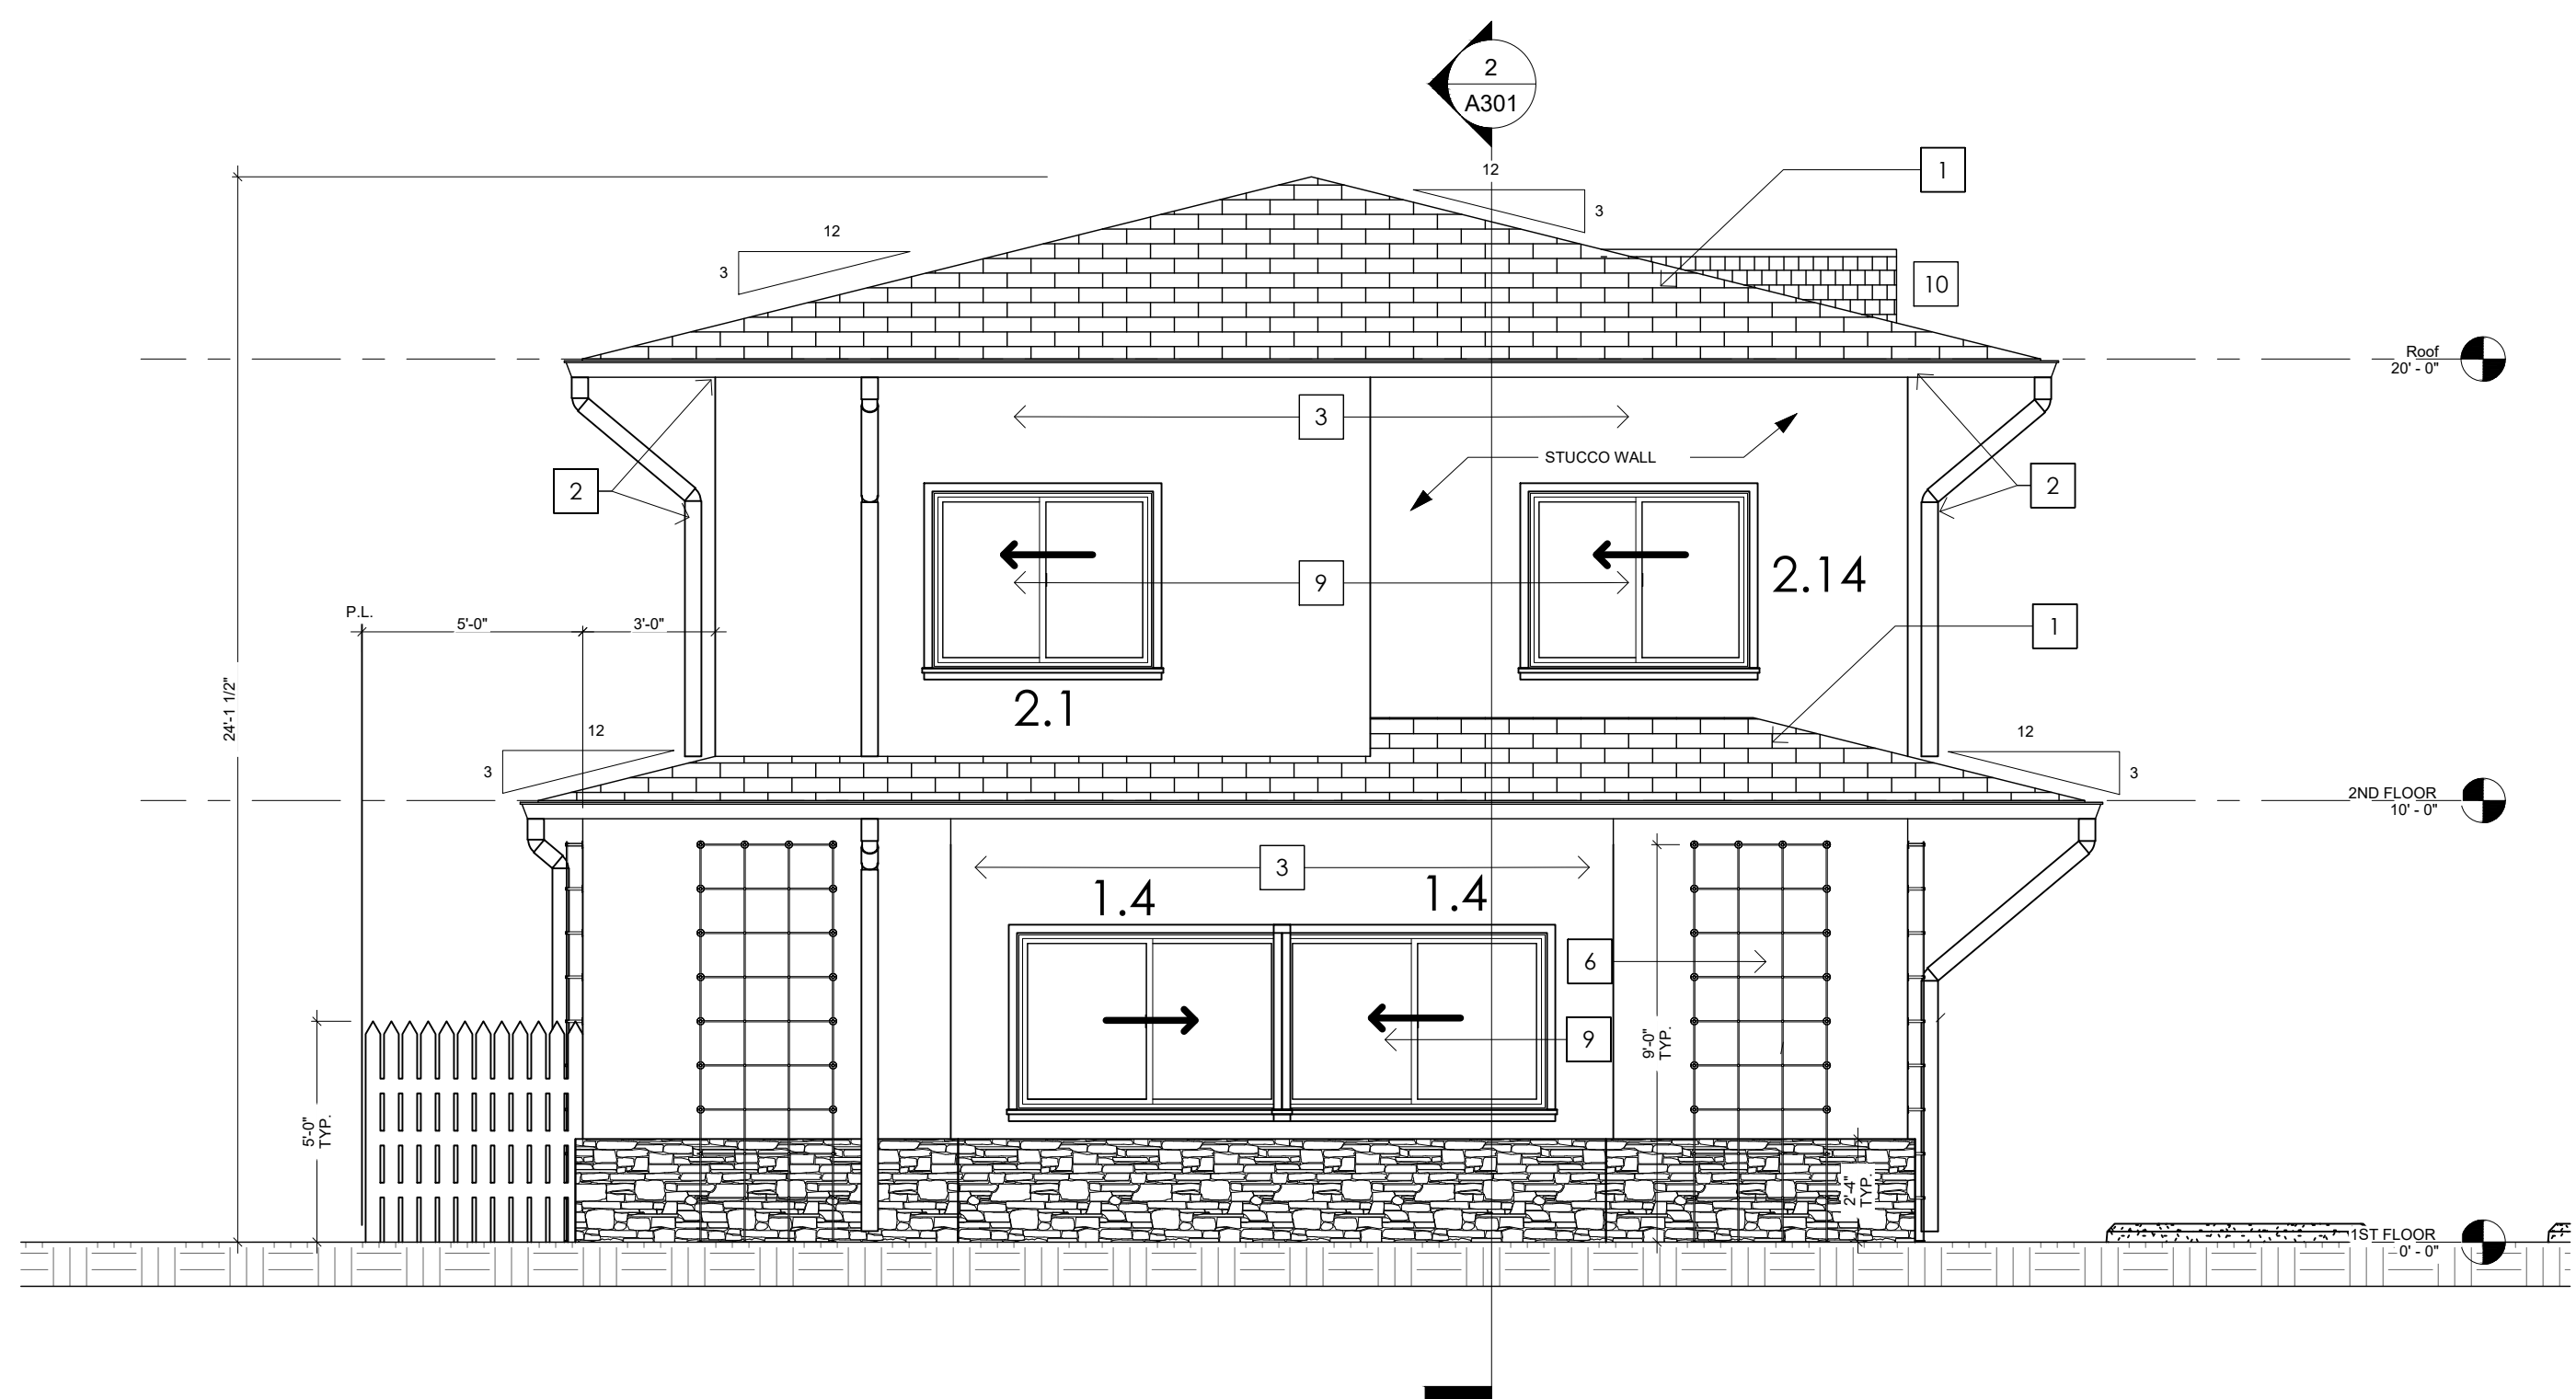 2
A301
12
1
3
12
3
10
Roof
20' - 0"
3
STUCCO WALL
2
2
2.14
9
P.L.
5'-0"
3'-0"
1
24'-1 1/2"
2.1
12
3
12
3
2ND FLOOR
10' - 0"
3
1.4
1.4
6
9
9'-0"
TYP.
5'-0"
TYP.
2'-4"
TYP.
1ST FLOOR
0' - 0"